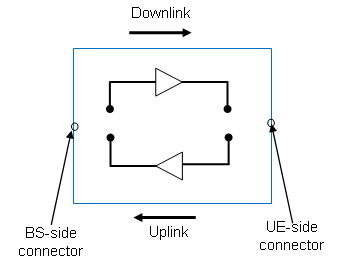 Downlink
Uplink
BS-side
connector
UE-side
connector